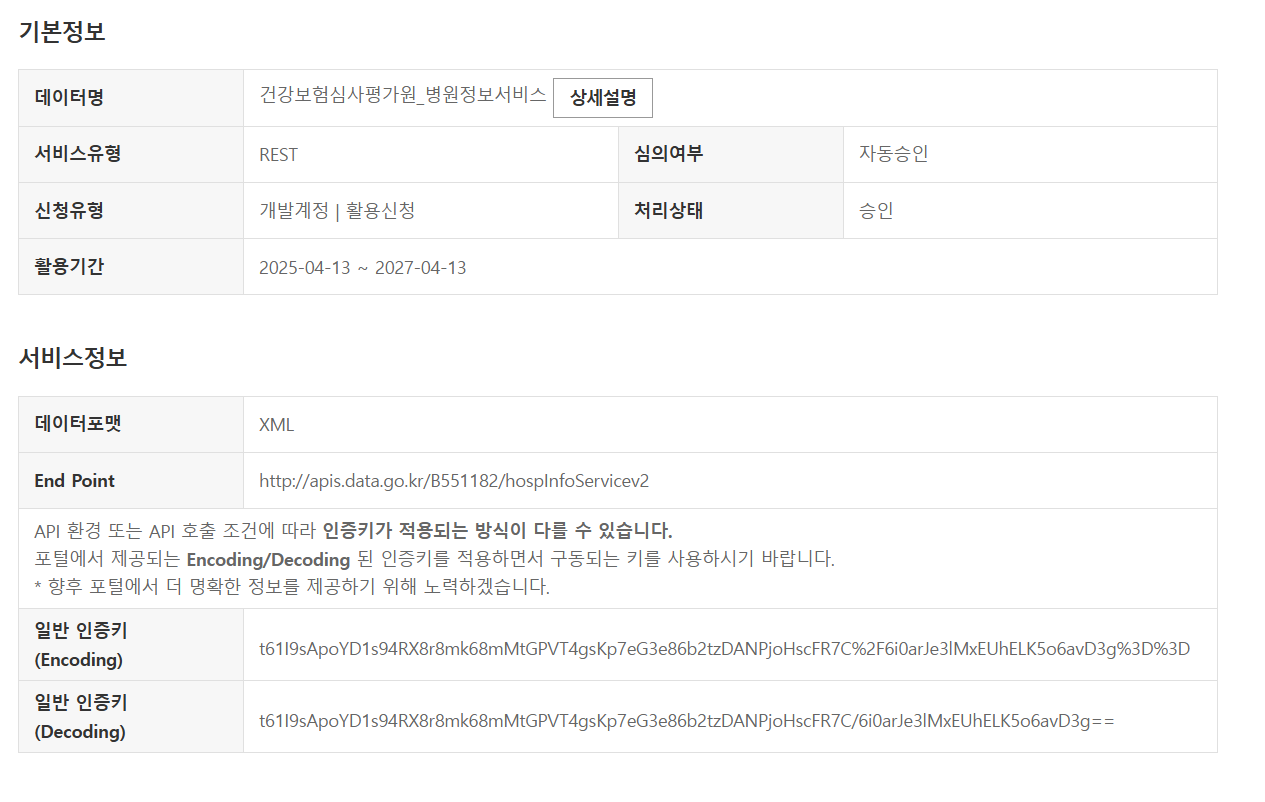 기본정보
데이터명 건강보험심사평가원_병원정보서비스 상세설명
서비스유형 REST 심의여부 자동승인
신청유형 개발계정 | 활용신청 처리상태 승인
활용기간 2025-04-13 ~ 2027-04-13
서비스정보
데이터포맷 XML
End Point http://apis.data.go.kr/B551182/hospInfoServicev2
API 환경 또는 API 호출 조건에 따라 인증키가 적용되는 방식이 다를 수 있습니다.
포털에서 제공되는 Encoding/Decoding 된 인증키를 적용하면서 구동되는 키를 사용하시기 바랍니다.
* 향후 포털에서 더 명확한 정보를 제공하기 위해 노력하겠습니다.
일반 인증키
(Encoding)
t61I9sApoYD1s94RX8r8mk68mMtGPVT4gsKp7eG3e86b2tzDANPjoHscFR7C%2F6i0arJe3lMxEUhELK5o6avD3g%3D%3D
일반 인증키
(Decoding)
t61I9sApoYD1s94RX8r8mk68mMtGPVT4gsKp7eG3e86b2tzDANPjoHscFR7C/6i0arJe3lMxEUhELK5o6avD3g==